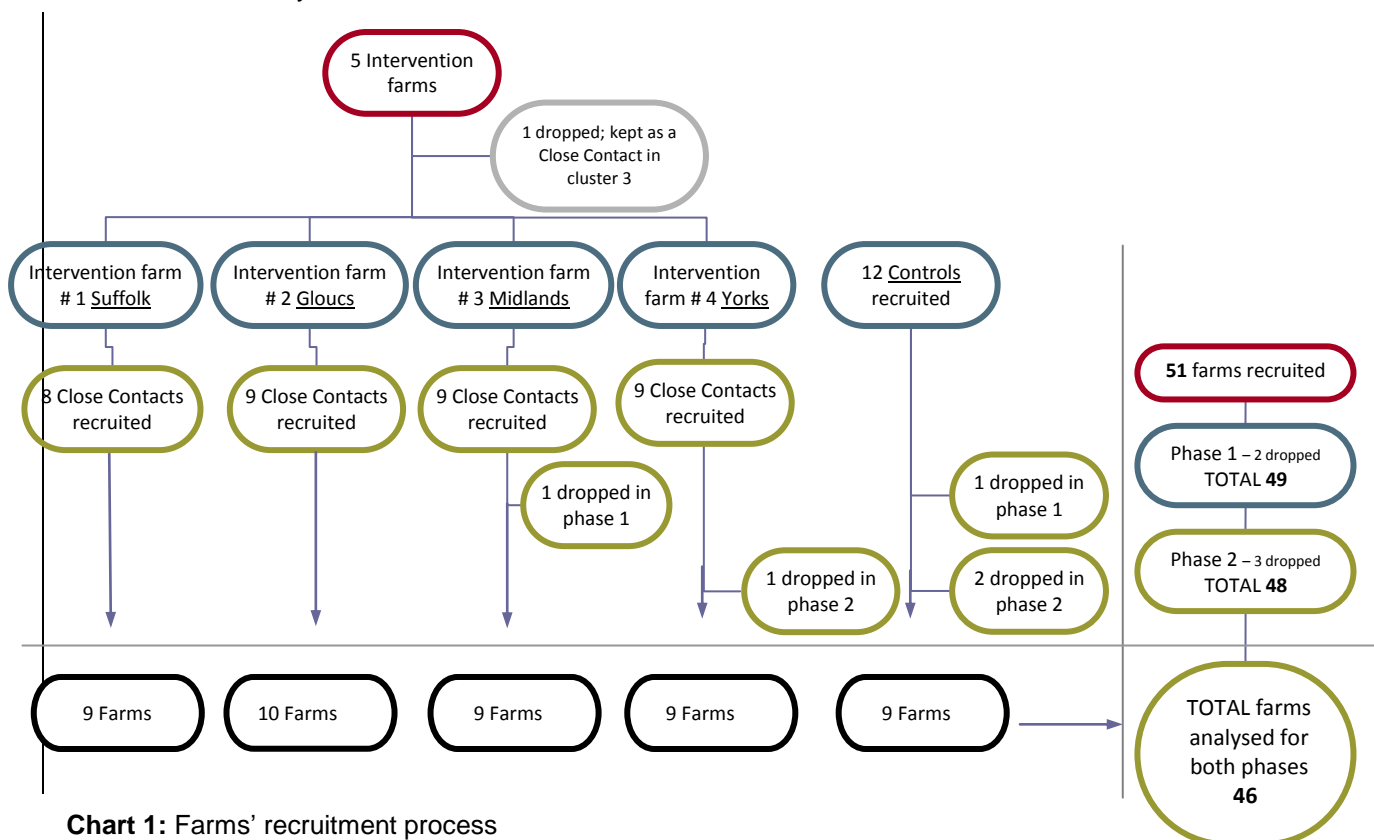 5 Intervention
farms
1 dropped; kept as a
Close Contact in
cluster 3
Intervention farm
# 1 Suffolk
Intervention farm
# 2 Gloucs
Intervention farm
# 3 Midlands
Intervention
farm # 4 Yorks
12 Controls
recruited
8 Close Contacts
recruited
9 Close Contacts
recruited
9 Close Contacts
recruited
9 Close Contacts
recruited
51 farms recruited
Phase 1 – 2 dropped
TOTAL 49
1 dropped in
phase 1
1 dropped in
phase 1
1 dropped in
phase 2
2 dropped in
phase 2
Phase 2 – 3 dropped
TOTAL 48
9 Farms
10 Farms
9 Farms
9 Farms
9 Farms
TOTAL farms
analysed for
both phases
46
Chart 1: Farms’ recruitment process